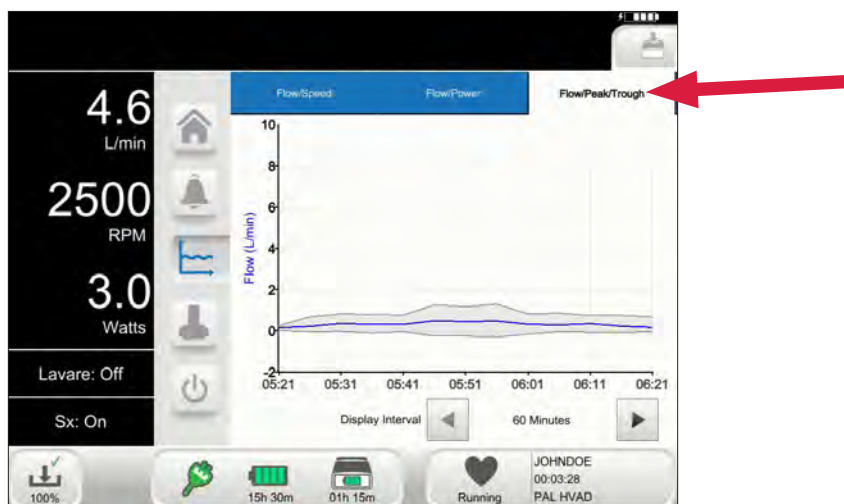 4.6
L/min
2500
RPM
3.0
Watts
Lavare: Off
Sx: On
Flow/Speed
Flow/Power
Flow/Peak/Trough
Flow (L/min)
10
8
6
4
2
0
-2
05:21 05:31 05:41 05:51 06:01 06:11 06:21
Display Interval 60 Minutes
100%
15h 30m
01h 15m
Running
JOHNDOE
00:03:28
PAL HVAD